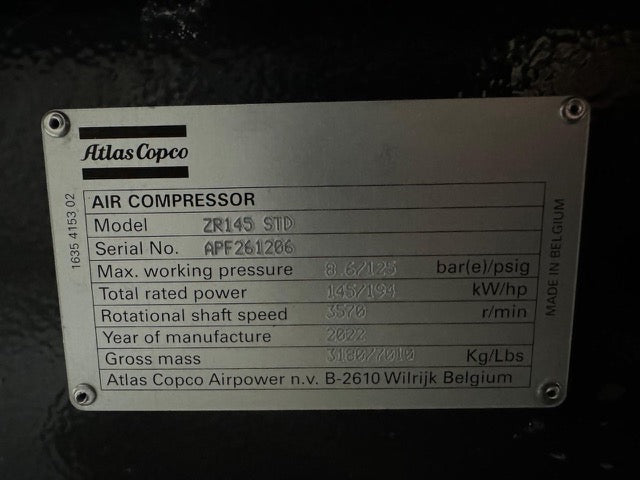 Atlas Copco
AIR COMPRESSOR
Model ZR145 STD
Serial No. APF261206
Max. working pressure 8.6/125 bar(e)/psig
Total rated power 145/194 kW/hp
Rotational shaft speed 3570 r/min
Year of manufacture 2022
Gross mass 3180/7010 Kg/Lbs
Atlas Copco Airpower n.v. B-2610 Wilrijk Belgium
1635 4153 02
MADE IN BELGIUM